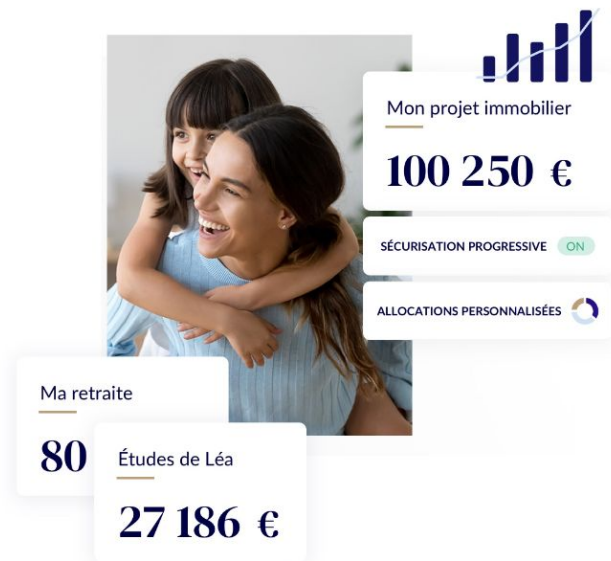 Mon projet immobilier
100 250 €
SÉCURISATION PROGRESSIVE ON
ALLOCATIONS PERSONNALISÉES
Ma retraite
80
Études de Léa
27 186 €